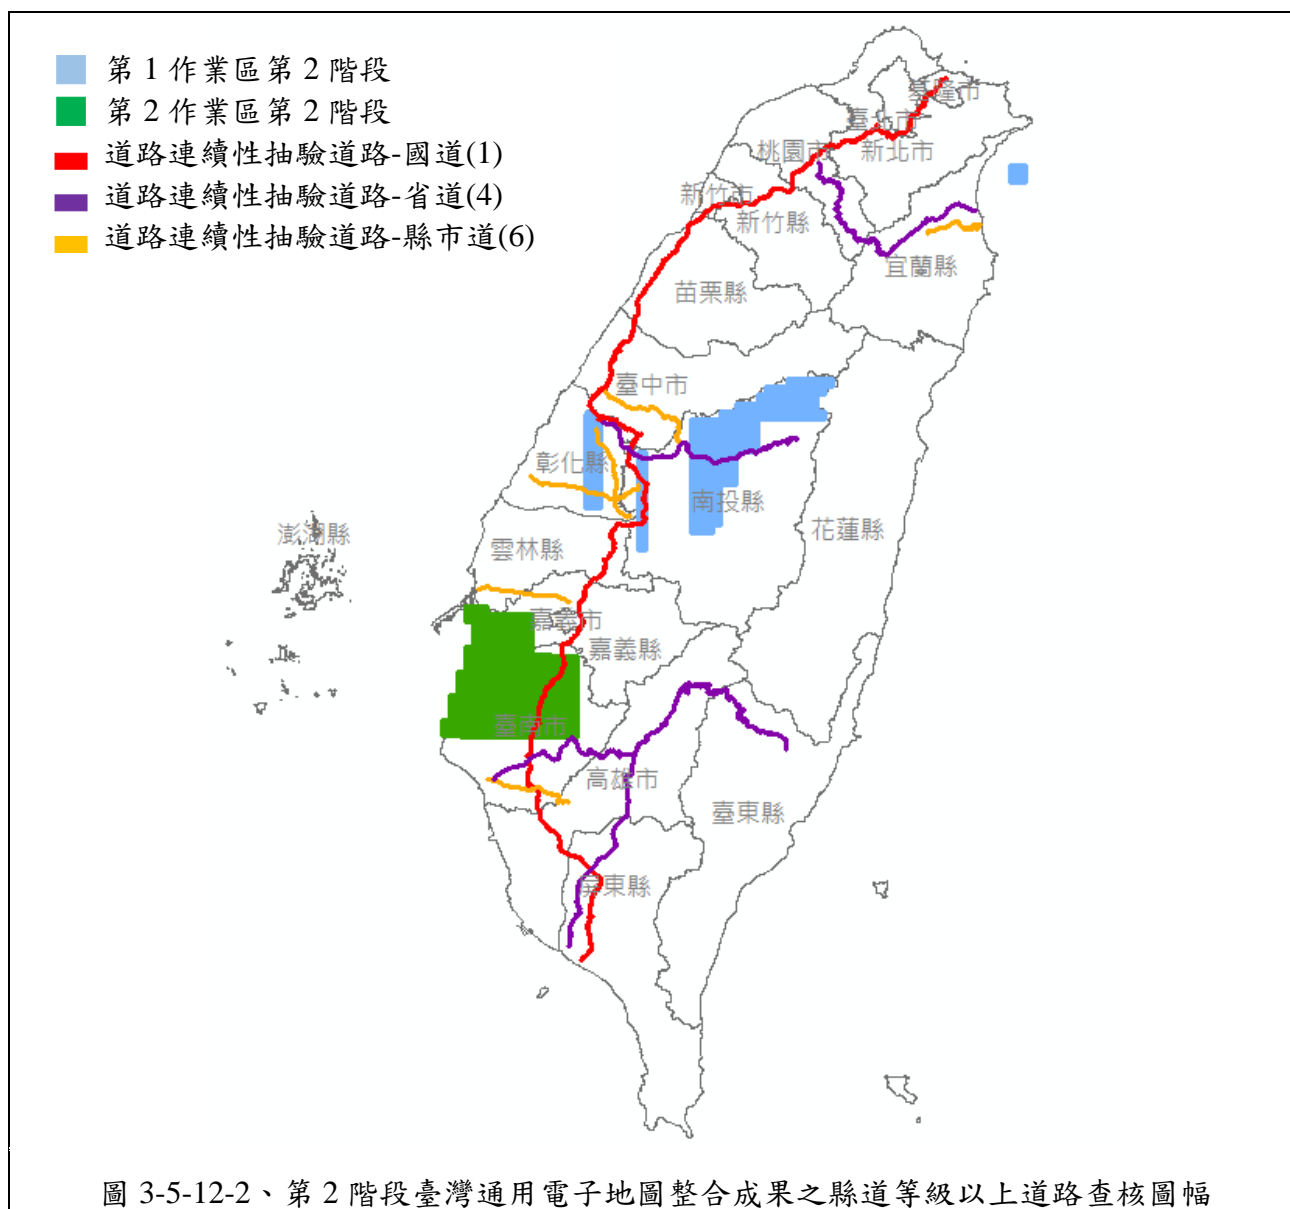 第 1 作業區第 2 階段
第 2 作業區第 2 階段
道路連續性抽驗道路-國道(1)
道路連續性抽驗道路-省道(4)
道路連續性抽驗道路-縣市道(6)
基隆市
臺北市
桃園市
新北市
新竹市
新竹縣
宜蘭縣
苗栗縣
臺中市
彰化縣
南投縣
花蓮縣
澎湖縣
雲林縣
嘉義市
嘉義縣
臺南市
高雄市
臺東縣
屏東縣
圖 3-5-12-2、第 2 階段臺灣通用電子地圖整合成果之縣道等級以上道路查核圖幅